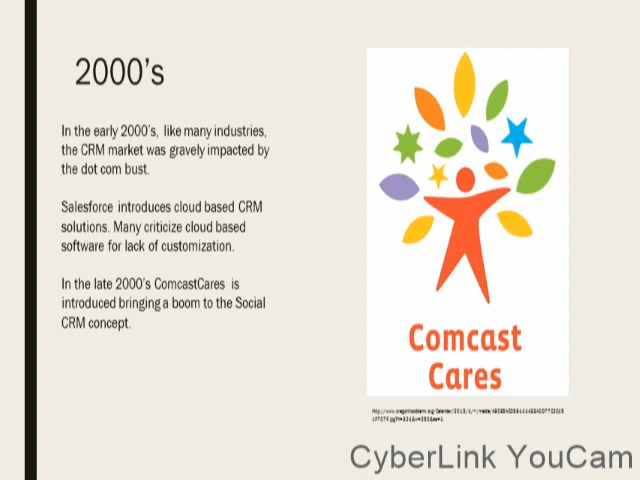 2000's
In the early 2000's, like many industries,
the CRM market was gravely impacted by
the dot com bust.
Salesforce introduces cloud based CRM
solutions. Many criticize cloud based
software for lack of customization.
In the late 2000's ComcastCares is
introduced bringing a boom to the Social
CRM concept.
Comcast
Cares
CyberLink YouCam